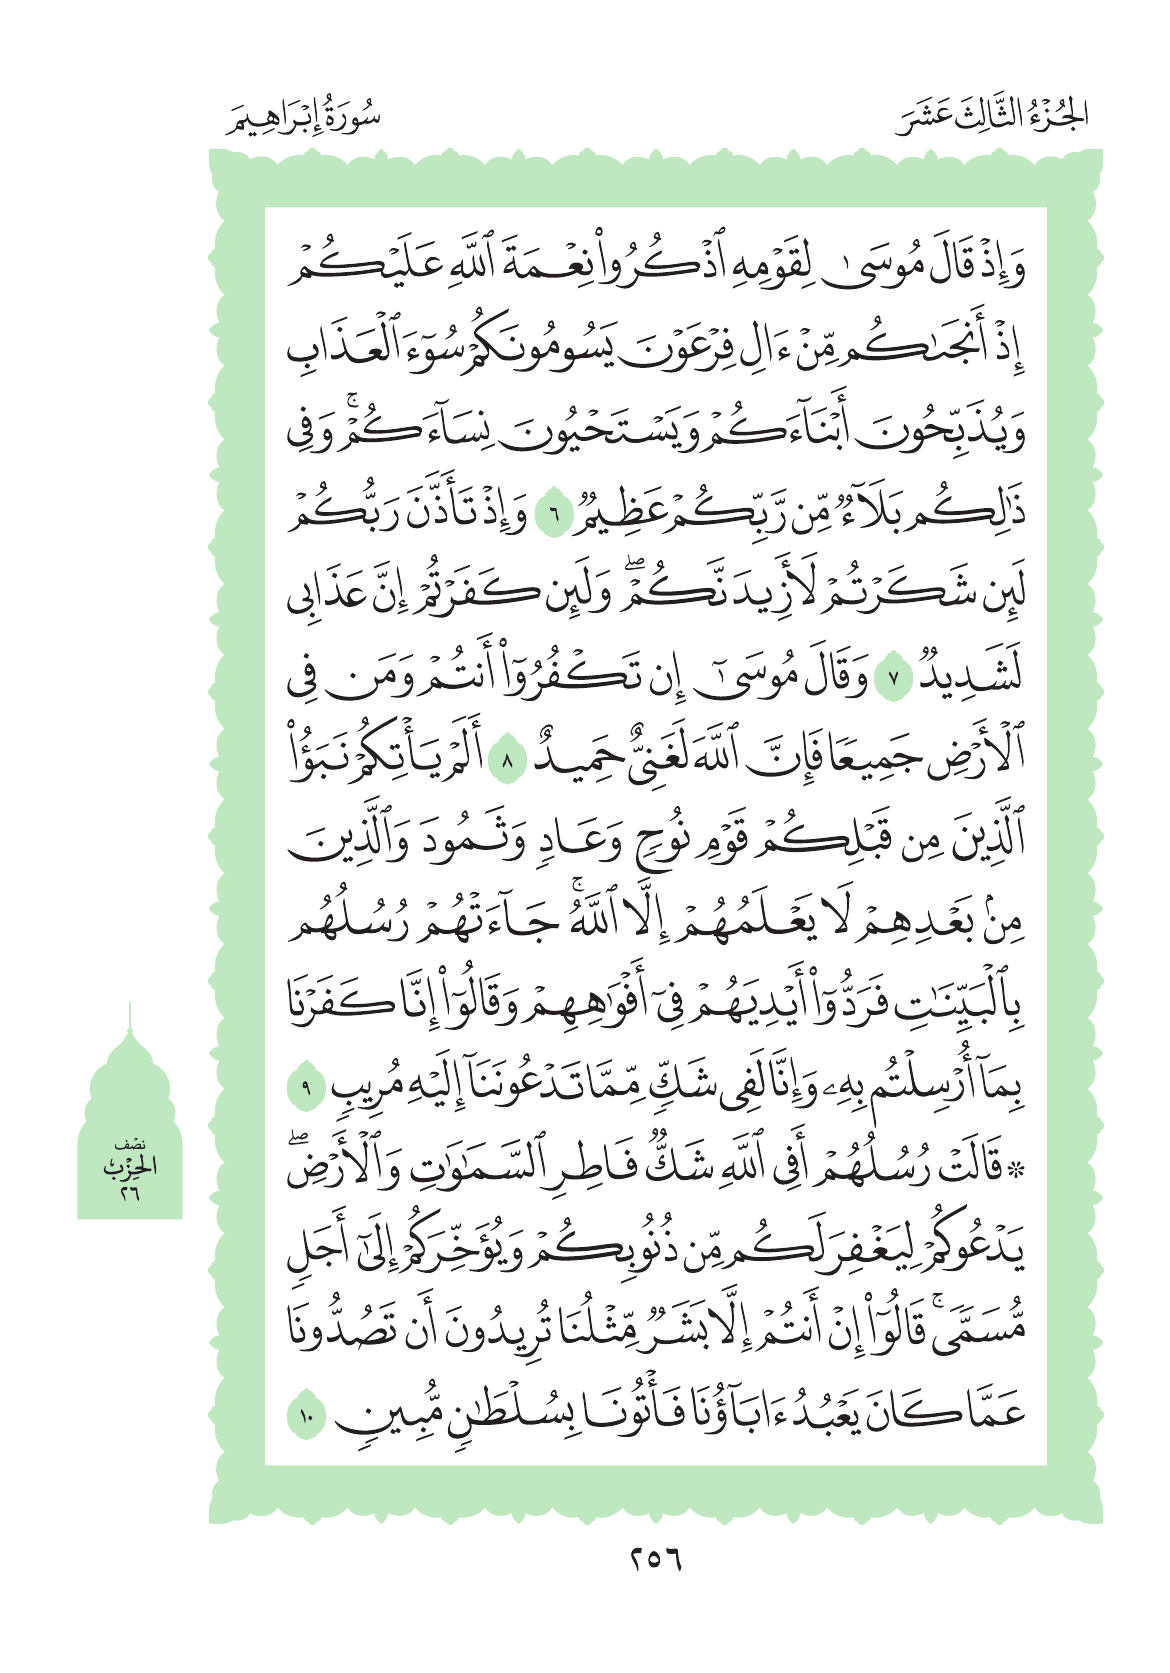 الجُزْءُ الثَّالِثَ عَشَرَ
سُورَةُ إِبْرَاهِيمَ
وَإِذۡ قَالَ مُوسَىٰ لِقَوۡمِهِ ٱذۡكُرُواْ نِعۡمَةَ ٱللَّهِ عَلَيۡكُمۡ
إِذۡ أَنجَىٰكُم مِّنۡ ءَالِ فِرۡعَوۡنَ يَسُومُونَكُمۡ سُوٓءَ ٱلۡعَذَابِ
وَيُذَبِّحُونَ أَبۡنَآءَكُمۡ وَيَسۡتَحۡيُونَ نِسَآءَكُمۡۚ وَفِي
ذَٰلِكُم بَلَآءٞ مِّن رَّبِّكُمۡ عَظِيمٞ ٦ وَإِذۡ تَأَذَّنَ رَبُّكُمۡ
لَئِن شَكَرۡتُمۡ لَأَزِيدَنَّكُمۡۖ وَلَئِن كَفَرۡتُمۡ إِنَّ عَذَابِي
لَشَدِيدٞ ٧ وَقَالَ مُوسَىٰٓ إِن تَكۡفُرُوٓاْ أَنتُمۡ وَمَن فِي
ٱلۡأَرۡضِ جَمِيعٗا فَإِنَّ ٱللَّهَ لَغَنِيٌّ حَمِيدٌ ٨ أَلَمۡ يَأۡتِكُمۡ نَبَؤُاْ
ٱلَّذِينَ مِن قَبۡلِكُمۡ قَوۡمِ نُوحٖ وَعَادٖ وَثَمُودَ وَٱلَّذِينَ
مِنۢ بَعۡدِهِمۡ لَا يَعۡلَمُهُمۡ إِلَّا ٱللَّهُۚ جَآءَتۡهُمۡ رُسُلُهُم
بِٱلۡبَيِّنَٰتِ فَرَدُّوٓاْ أَيۡدِيَهُمۡ فِيٓ أَفۡوَٰهِهِمۡ وَقَالُوٓاْ إِنَّا كَفَرۡنَا
بِمَآ أُرۡسِلۡتُم بِهِۦ وَإِنَّا لَفِي شَكّٖ مِّمَّا تَدۡعُونَنَآ إِلَيۡهِ مُرِيبٖ ٩
۞ قَالَتۡ رُسُلُهُمۡ أَفِي ٱللَّهِ شَكّٞ فَاطِرِ ٱلسَّمَٰوَٰتِ وَٱلۡأَرۡضِۖ
يَدۡعُوكُمۡ لِيَغۡفِرَ لَكُم مِّن ذُنُوبِكُمۡ وَيُؤَخِّرَكُمۡ إِلَىٰٓ أَجَلٖ
مُّسَمّٗىۚ قَالُوٓاْ إِنۡ أَنتُمۡ إِلَّا بَشَرٞ مِّثۡلُنَا تُرِيدُونَ أَن تَصُدُّونَا
عَمَّا كَانَ يَعۡبُدُ ءَابَآؤُنَا فَأۡتُونَا بِسُلۡطَٰنٖ مُّبِينٖ ١٠
نصۡف
الحِزۡب
٢٦
٢٥٦